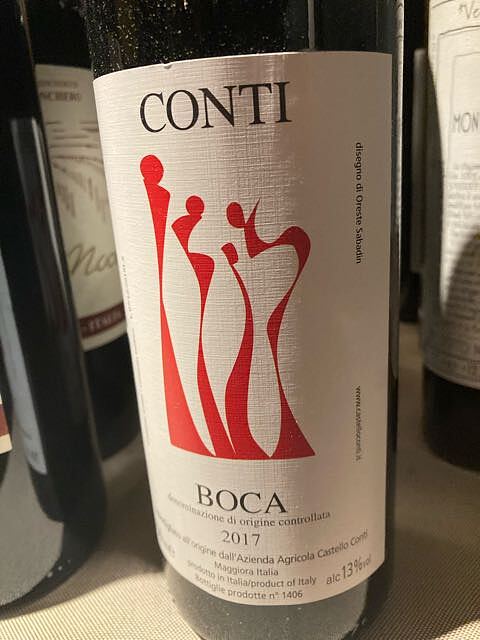 CONTI
disegno di Oreste Sabadin
www.castelloconti.it
BOCA
denominazione di origine controllata
2017
all'origine dall'Azienda Agricola Castello Conti
Maggiora Italia
prodotto in Italia/product of Italy
alc 13%vol
Bottiglie prodotte n° 1406
MON